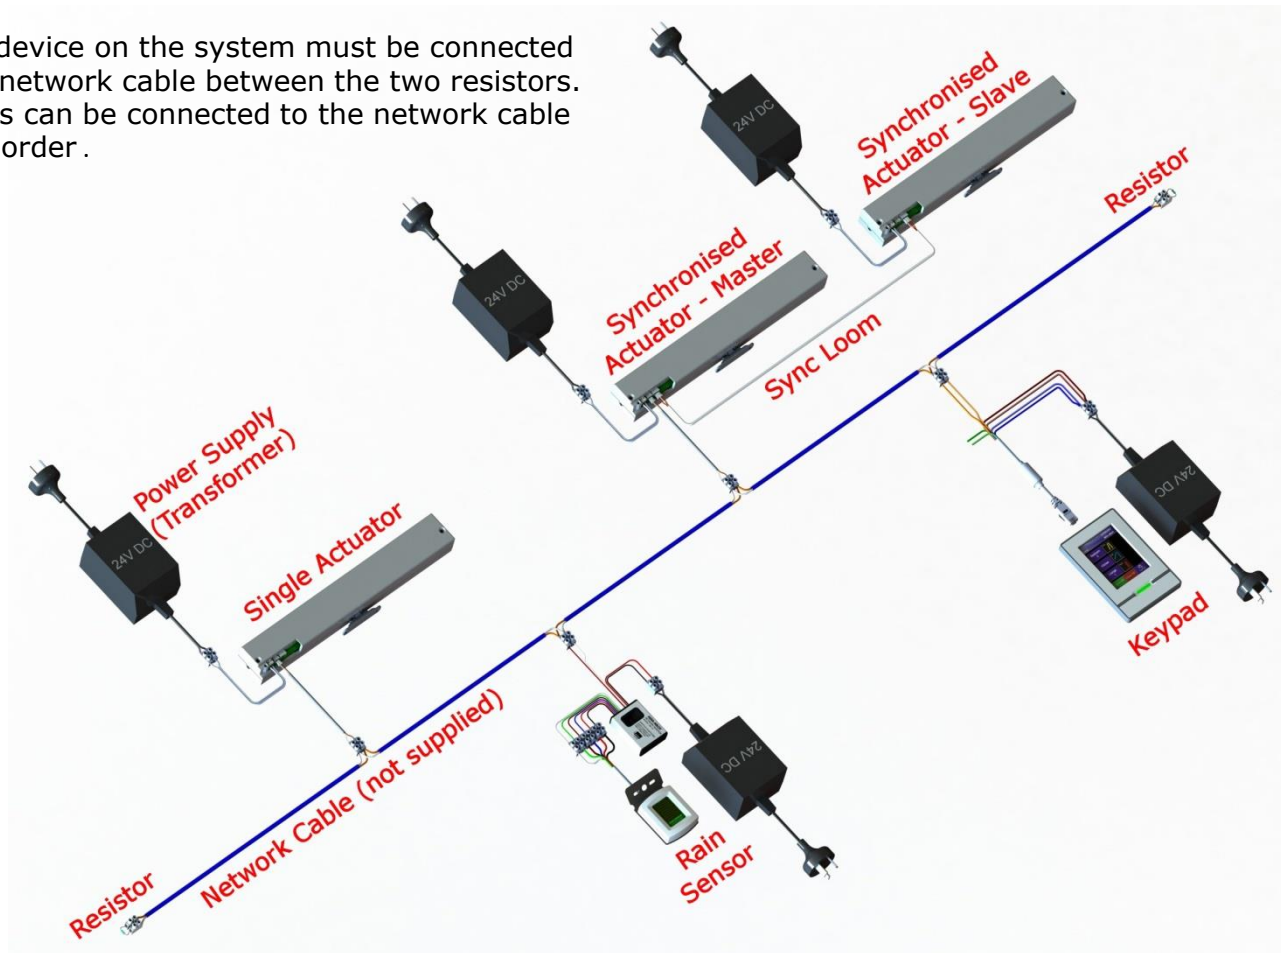 device on the system must be connected
network cable between the two resistors.
s can be connected to the network cable
order .
24V DC
Synchronised
Actuator - Slave
Resistor
24V DC
Synchronised
Actuator - Master
Sync Loom
Power Supply
(Transformer)
24V DC
Single Actuator
24V DC
Keypad
Network Cable (not supplied)
24V DC
Rain
Sensor
Resistor